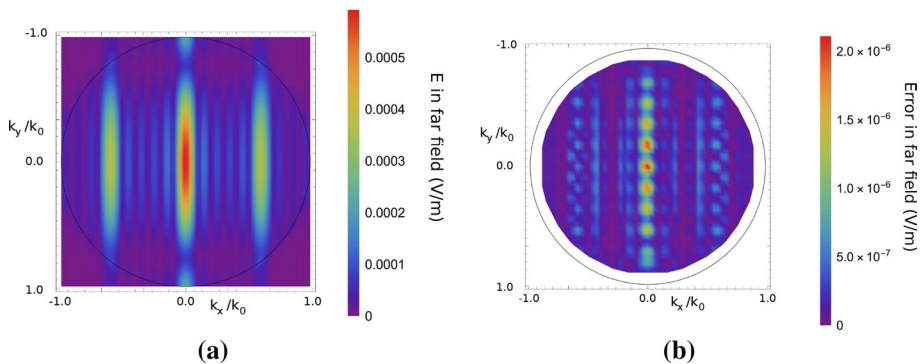 -1.0
k_y/k_0
0.0
1.0
-1.0
0.0
1.0
k_x/k_0
0.0005
0.0004
0.0003
0.0002
0.0001
0
E in far field (V/m)
(a)
-1.0
k_y/k_0
0.0
1.0
-1.0
0.0
1.0
k_x/k_0
2.0 × 10⁻⁶
1.5 × 10⁻⁶
1.0 × 10⁻⁶
5.0 × 10⁻⁷
0
Error in far field (V/m)
(b)